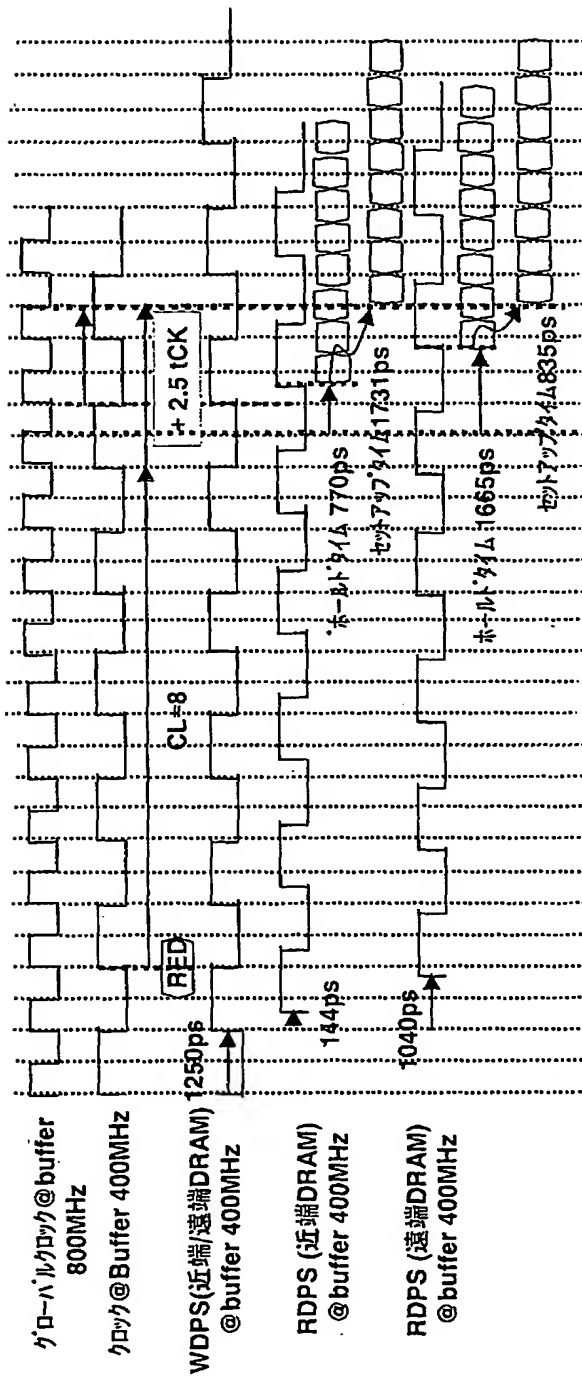 グローバルクロック@buffer
800MHz
クロック@Buffer 400MHz
WDPS(近端/遠端DRAM)
@buffer 400MHz
RDPS (近端DRAM)
@buffer 400MHz
RDPS (遠端DRAM)
@buffer 400MHz
1250ps
RED
CL=8
+ 2.5 tCK
144ps
ホールドタイム 770ps
セットアップタイム1731ps
1040ps
ホールドタイム 1665ps
セットアップタイム835ps